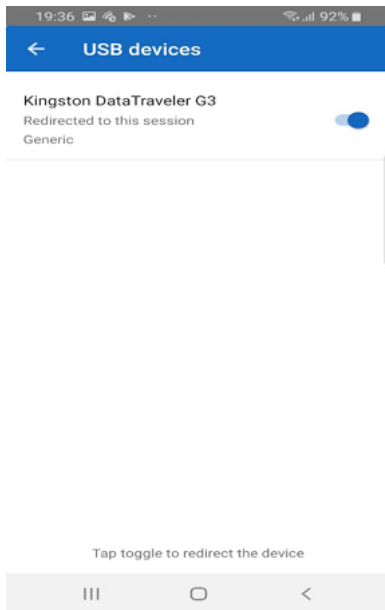 19:36 92%
USB devices
Kingston DataTraveler G3
Redirected to this session
Generic
Tap toggle to redirect the device